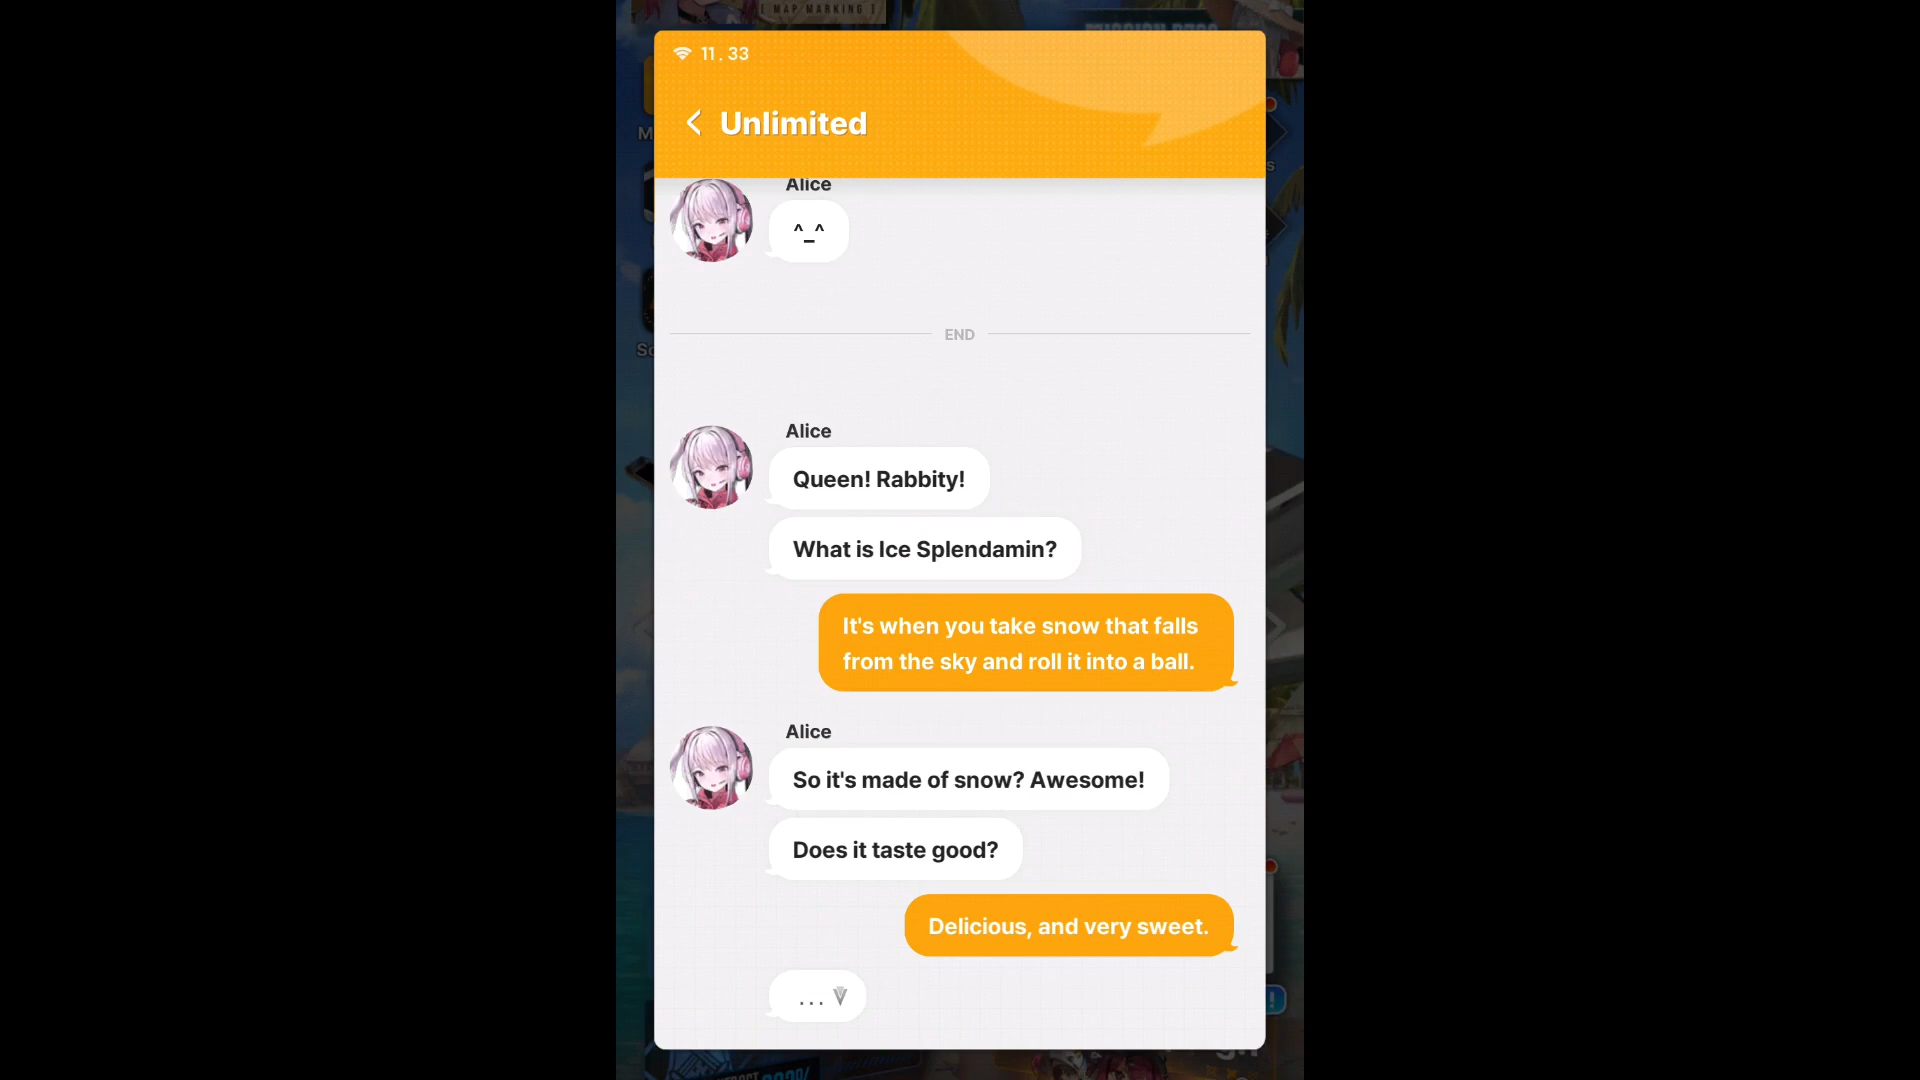 [ MAP MARKING ]
11 . 33
Unlimited
Alice
^_^
END
Alice
Queen! Rabbity!
What is Ice Splendamin?
It's when you take snow that falls
from the sky and roll it into a ball.
Alice
So it's made of snow? Awesome!
Does it taste good?
Delicious, and very sweet.
...